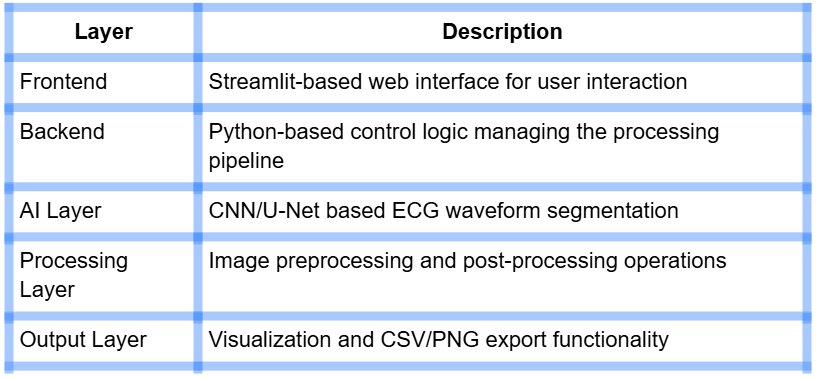 Layer Description
Frontend Streamlit-based web interface for user interaction
Backend Python-based control logic managing the processing
pipeline
AI Layer CNN/U-Net based ECG waveform segmentation
Processing Image preprocessing and post-processing operations
Layer
Output Layer Visualization and CSV/PNG export functionality